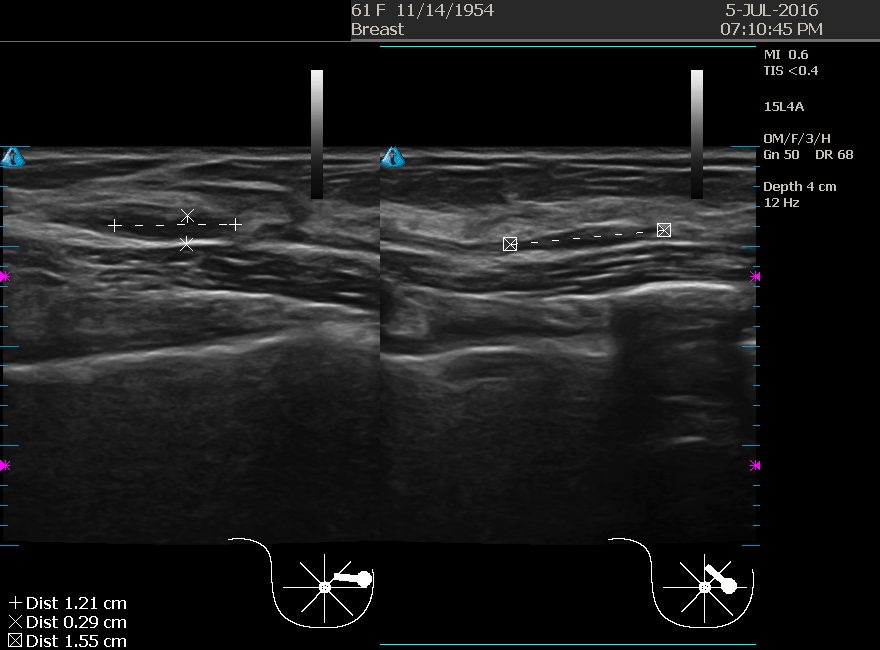 61 F 11/14/1954 5-JUL-2016
Breast 07:10:45 PM
MI 0.6
TIS <0.4
15L4A
OM/F/3/H
Gn 50 DR 68
Depth 4 cm
12 Hz
Dist 1.21 cm
Dist 0.29 cm
Dist 1.55 cm